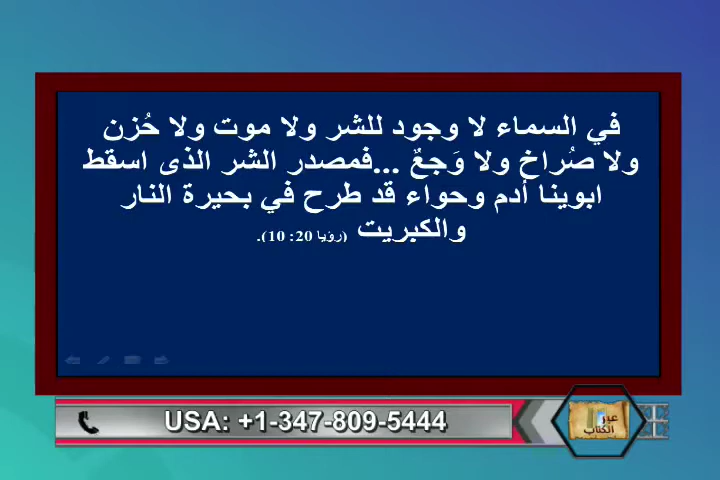 في السماء لا وجود للشر ولا موت ولا حُزن
ولا صُراخ ولا وَجعٌ ...فمصدر الشر الذى اسقط
ابوينا أدم وحواء قد طرح في بحيرة النار
والكبريت (رؤيا 20: 10).
USA: +1-347-809-5444
عبر
الكتاب